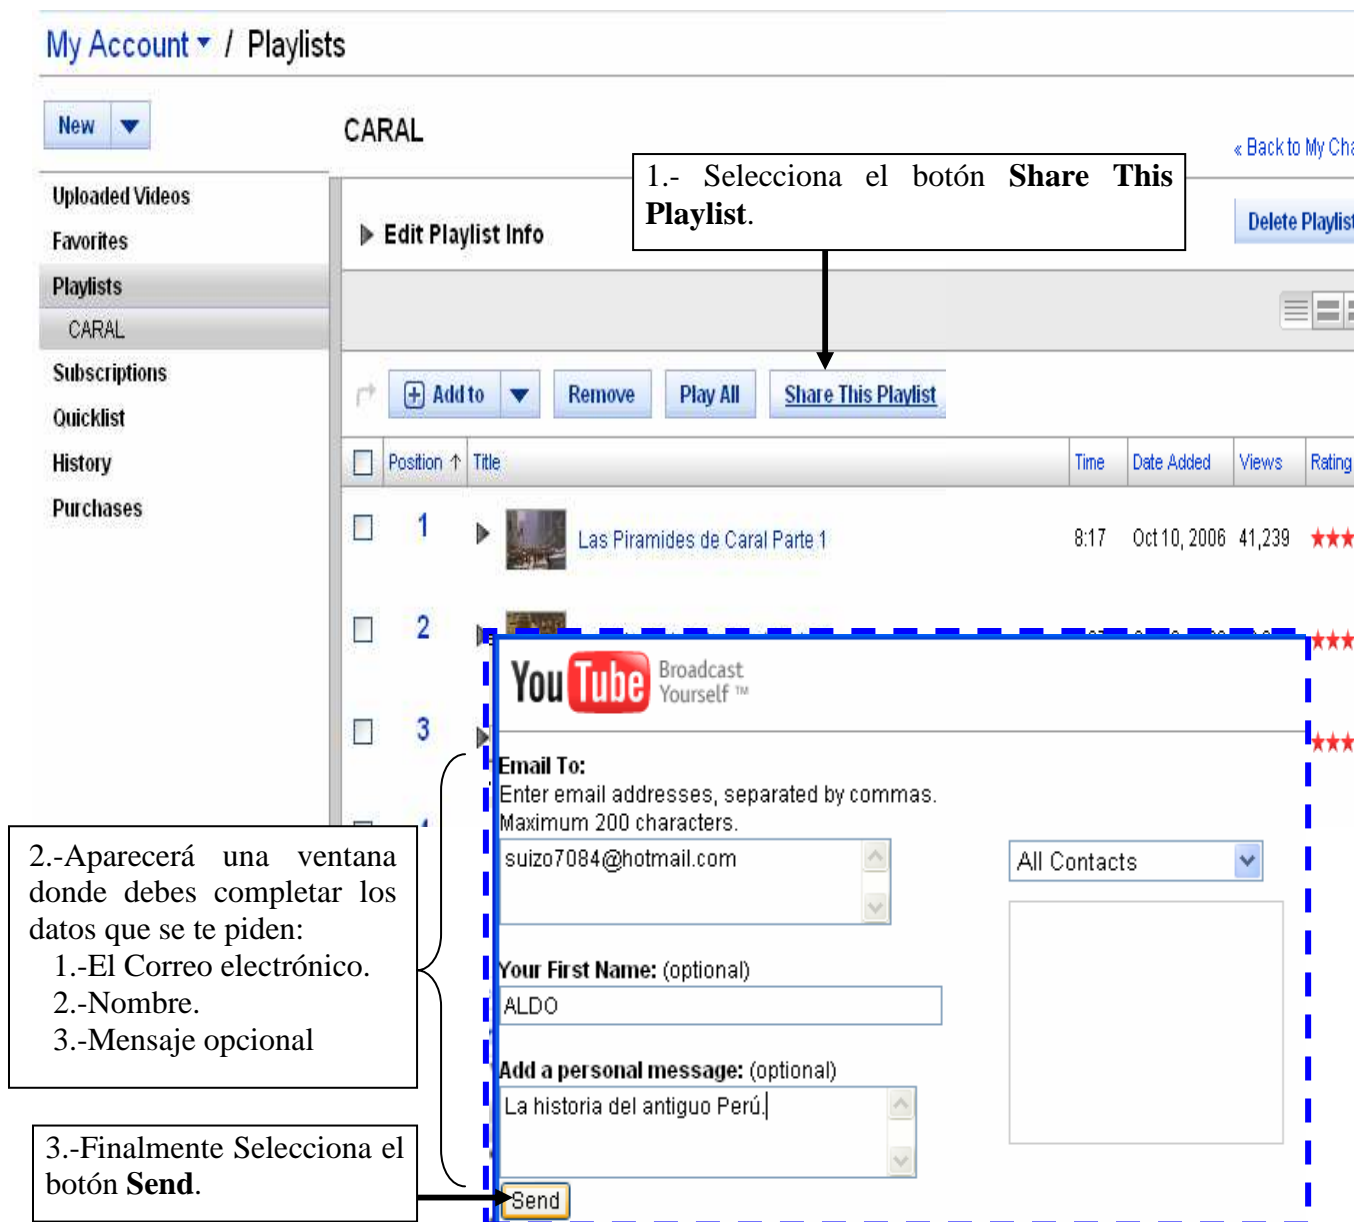 My Account / Playlists
New
CARAL
« Back to My Cha
1.- Selecciona el botón Share This
Playlist.
Uploaded Videos
Favorites
Playlists
CARAL
Subscriptions
Quicklist
History
Purchases
Edit Playlist Info
Delete Playlist
Add to
Remove
Play All
Share This Playlist
Position ↑ Title Time Date Added Views Rating
1 Las Piramides de Caral Parte 1 8:17 Oct 10, 2006 41,239
2
3
YouTube Broadcast
Yourself ™
Email To:
Enter email addresses, separated by commas.
Maximum 200 characters.
suizo7084@hotmail.com
All Contacts
2.-Aparecerá una ventana
donde debes completar los
datos que se te piden:
1.-El Correo electrónico.
2.-Nombre.
3.-Mensaje opcional
Your First Name: (optional)
ALDO
Add a personal message: (optional)
La historia del antiguo Perú.
3.-Finalmente Selecciona el
botón Send.
Send